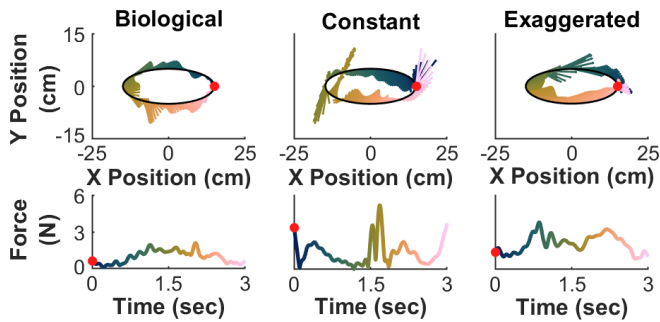 Biological Constant Exaggerated
Y Position
(cm)
15
0
-15
-25 0 25 -25 0 25 -25 0 25
X Position (cm) X Position (cm) X Position (cm)
Force
(N)
6
3
0
0 1.5 3 0 1.5 3 0 1.5 3
Time (sec) Time (sec) Time (sec)